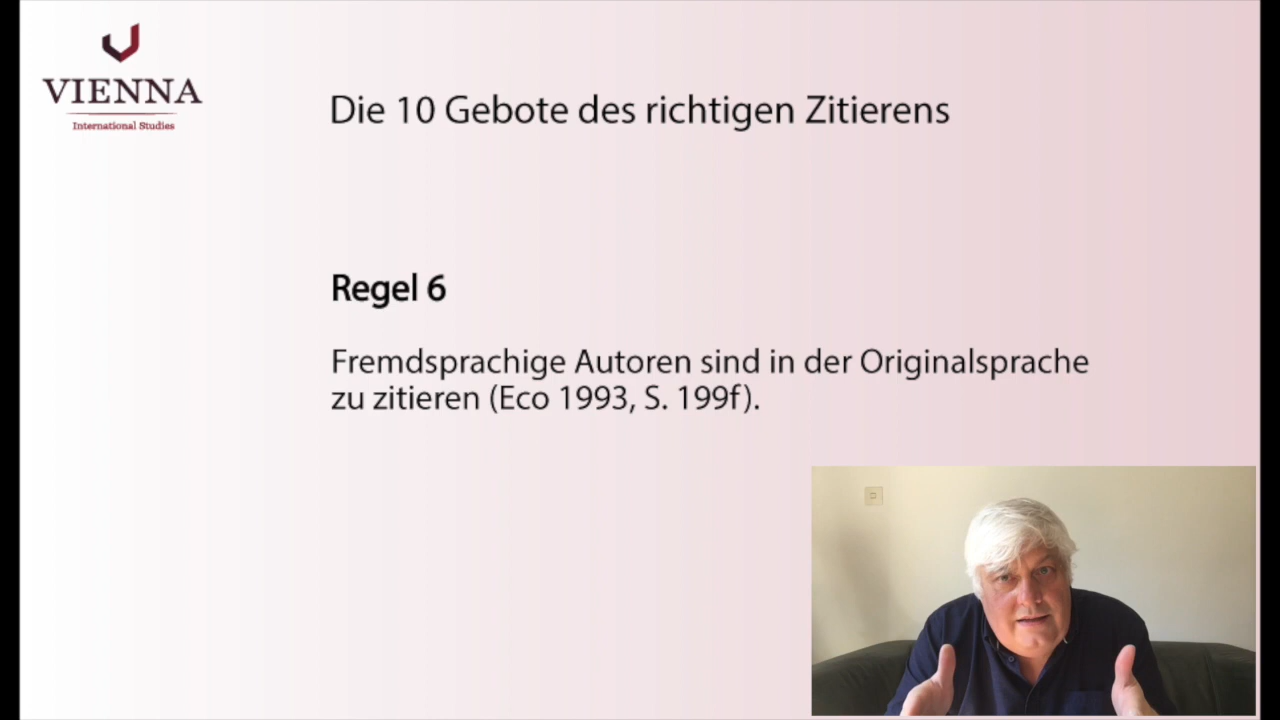 VIENNA
International Studies
Die 10 Gebote des richtigen Zitierens
Regel 6
Fremdsprachige Autoren sind in der Originalsprache
zu zitieren (Eco 1993, S. 199f).